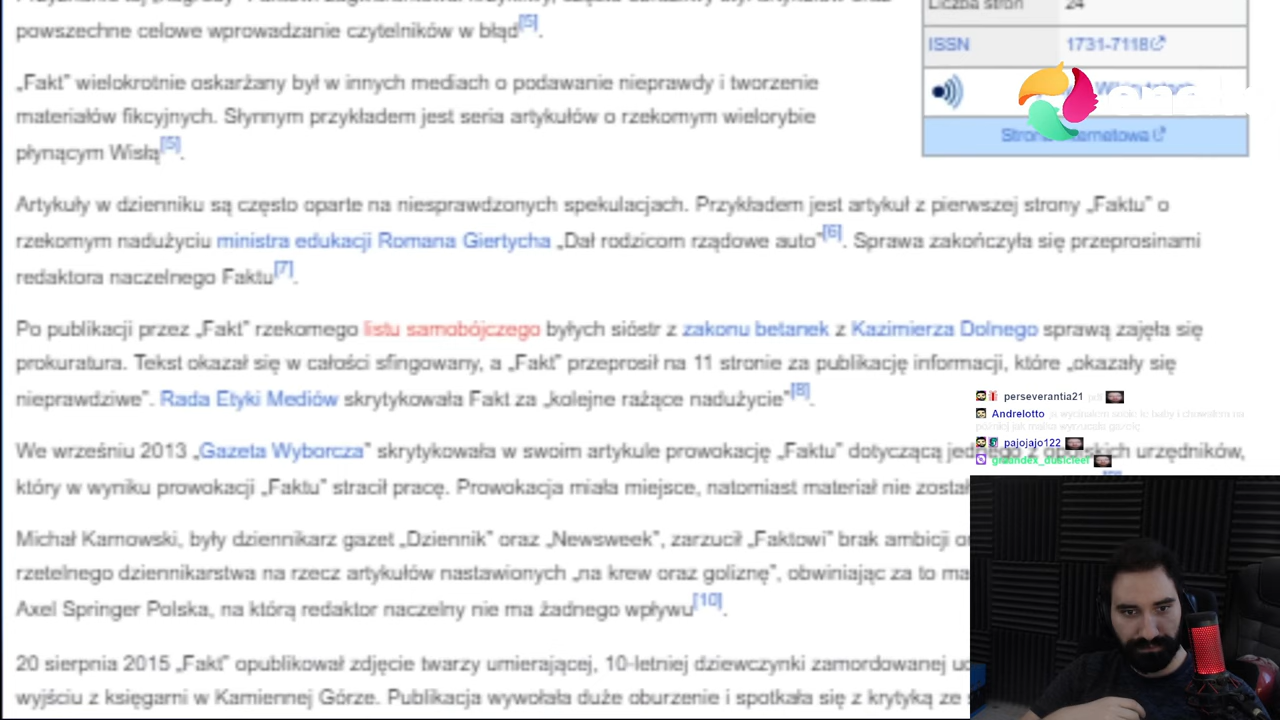 powszechne celowe wprowadzanie czytelników w błąd[5].
„Fakt” wielokrotnie oskarżany był w innych mediach o podawanie nieprawdy i tworzenie
materiałów fikcyjnych. Słynnym przykładem jest seria artykułów o rzekomym wielorybie
płynącym Wisłą[5].
Artykuły w dzienniku są często oparte na niesprawdzonych spekulacjach. Przykładem jest artykuł z pierwszej strony „Faktu” o
rzekomym nadużyciu ministra edukacji Romana Giertycha „Dał rodzicom rządowe auto”[6]. Sprawa zakończyła się przeprosinami
redaktora naczelnego Faktu[7].
Po publikacji przez „Fakt” rzekomego listu samobójczego byłych sióstr z zakonu betanek z Kazimierza Dolnego sprawą zajęła się
prokuratura. Tekst okazał się w całości sfingowany, a „Fakt” przeprosił na 11 stronie za publikację informacji, które „okazały się
nieprawdziwe”. Rada Etyki Mediów skrytykowała Fakt za „kolejne rażące nadużycie”[8].
We wrześniu 2013 „Gazeta Wyborcza” skrytykowała w swoim artykule prowokację „Faktu” dotyczącą urzędników,
który w wyniku prowokacji „Faktu” stracił pracę. Prowokacja miała miejsce, natomiast materiał nie został
Michał Karnowski, były dziennikarz gazet „Dziennik” oraz „Newsweek”, zarzucił „Faktowi” brak ambicji
rzetelnego dziennikarstwa na rzecz artykułów nastawionych „na krew oraz goliznę”, obwiniając za to
Axel Springer Polska, na którą redaktor naczelny nie ma żadnego wpływu[10].
20 sierpnia 2015 „Fakt” opublikował zdjęcie twarzy umierającej, 10-letniej dziewczynki zamordowanej
wyjściu z księgarni w Kamiennej Górze. Publikacja wywołała duże oburzenie i spotkała się z krytyką ze
Liczba stron 24
ISSN 1731-7118
perseverantia21
Andrelotto
pajojajo122